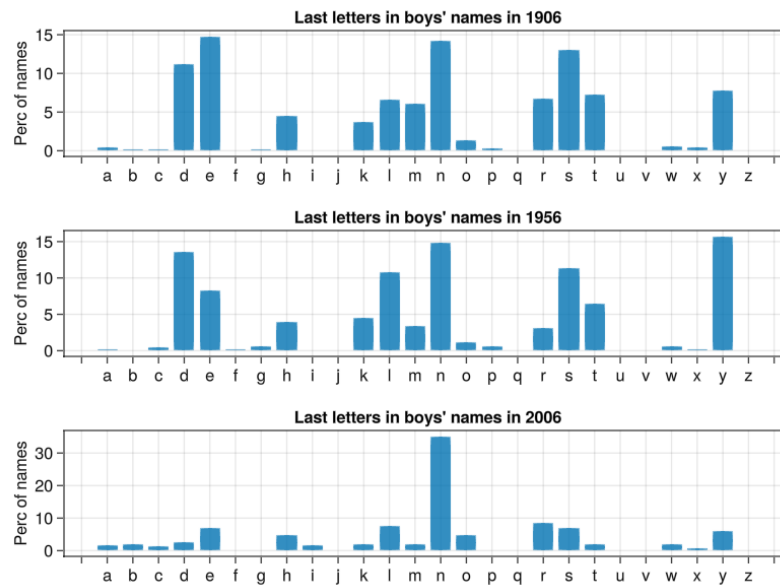 Last letters in boys' names in 1906
Perc of names
15
10
5
0
a b c d e f g h i j k l m n o p q r s t u v w x y z
Last letters in boys' names in 1956
Perc of names
15
10
5
0
a b c d e f g h i j k l m n o p q r s t u v w x y z
Last letters in boys' names in 2006
Perc of names
30
20
10
0
a b c d e f g h i j k l m n o p q r s t u v w x y z